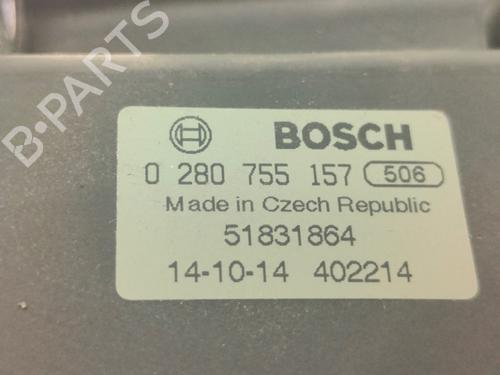 B-PARTS
BOSCH
0 280 755 157 506
Made in Czech Republic
51831864
14-10-14 402214